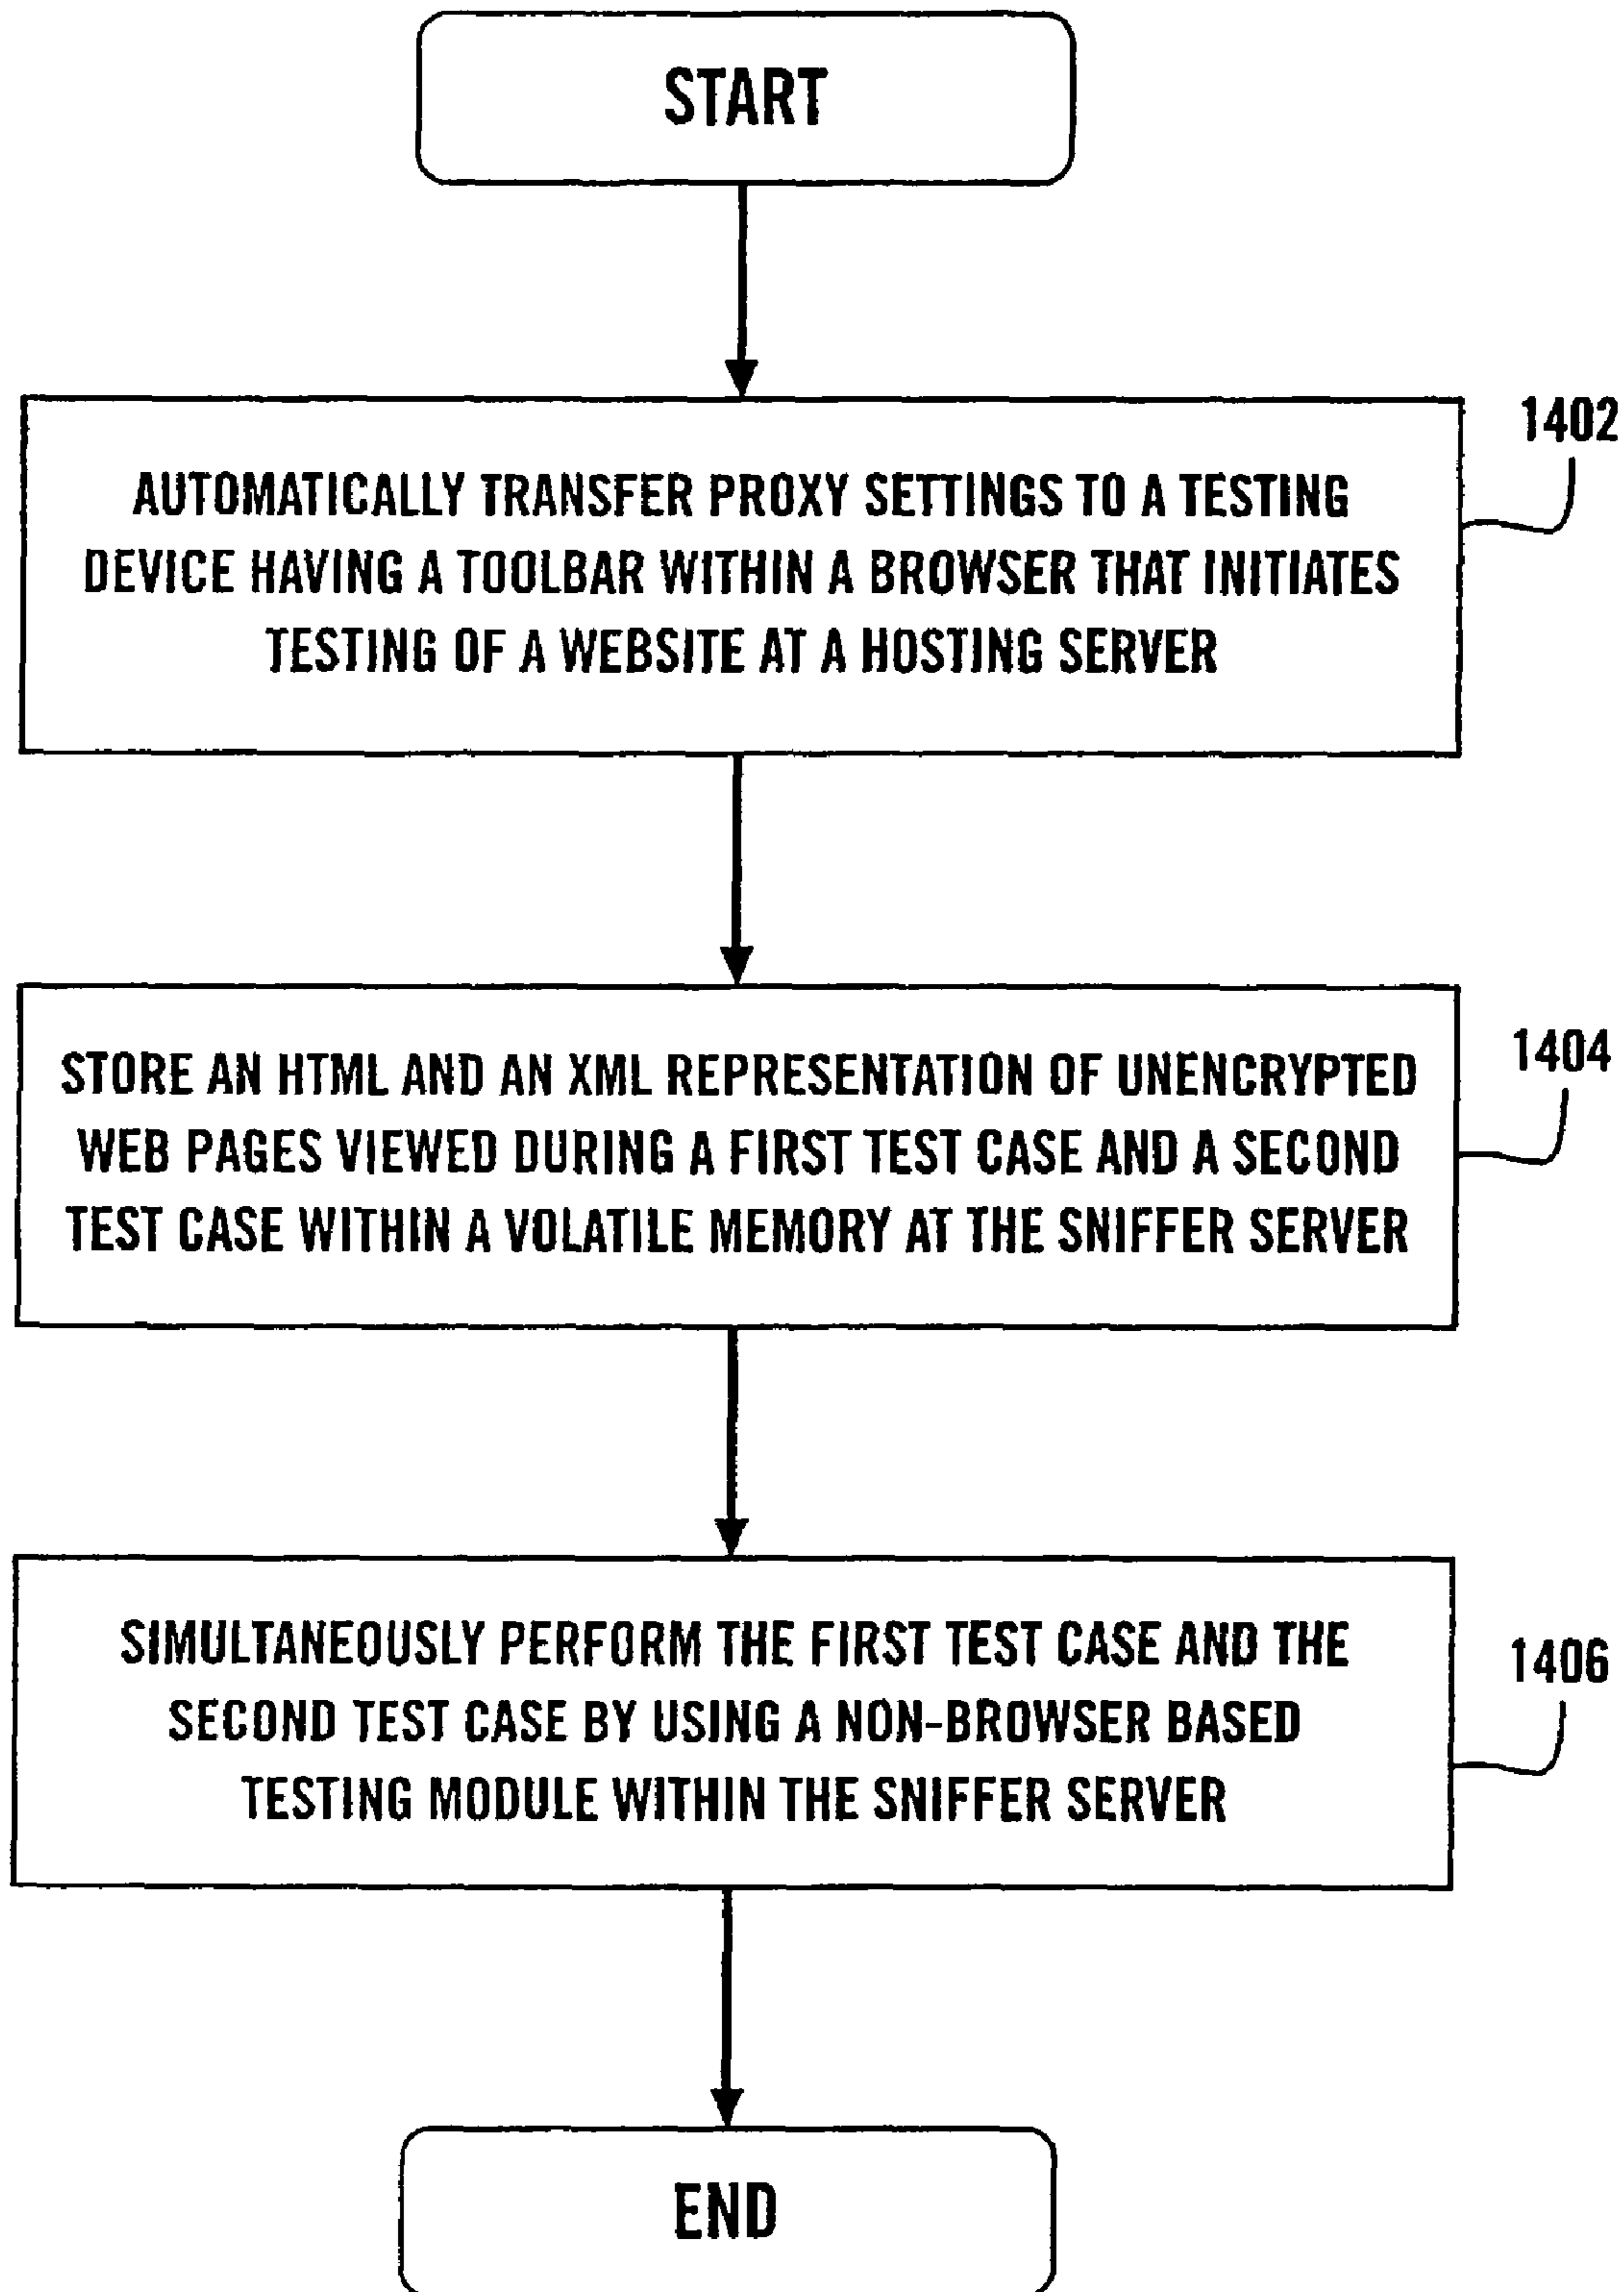 START
1402
AUTOMATICALLY TRANSFER PROXY SETTINGS TO A TESTING
DEVICE HAVING A TOOLBAR WITHIN A BROWSER THAT INITIATES
TESTING OF A WEBSITE AT A HOSTING SERVER
1404
STORE AN HTML AND AN XML REPRESENTATION OF UNENCRYPTED
WEB PAGES VIEWED DURING A FIRST TEST CASE AND A SECOND
TEST CASE WITHIN A VOLATILE MEMORY AT THE SNIFFER SERVER
1406
SIMULTANEOUSLY PERFORM THE FIRST TEST CASE AND THE
SECOND TEST CASE BY USING A NON-BROWSER BASED
TESTING MODULE WITHIN THE SNIFFER SERVER
END